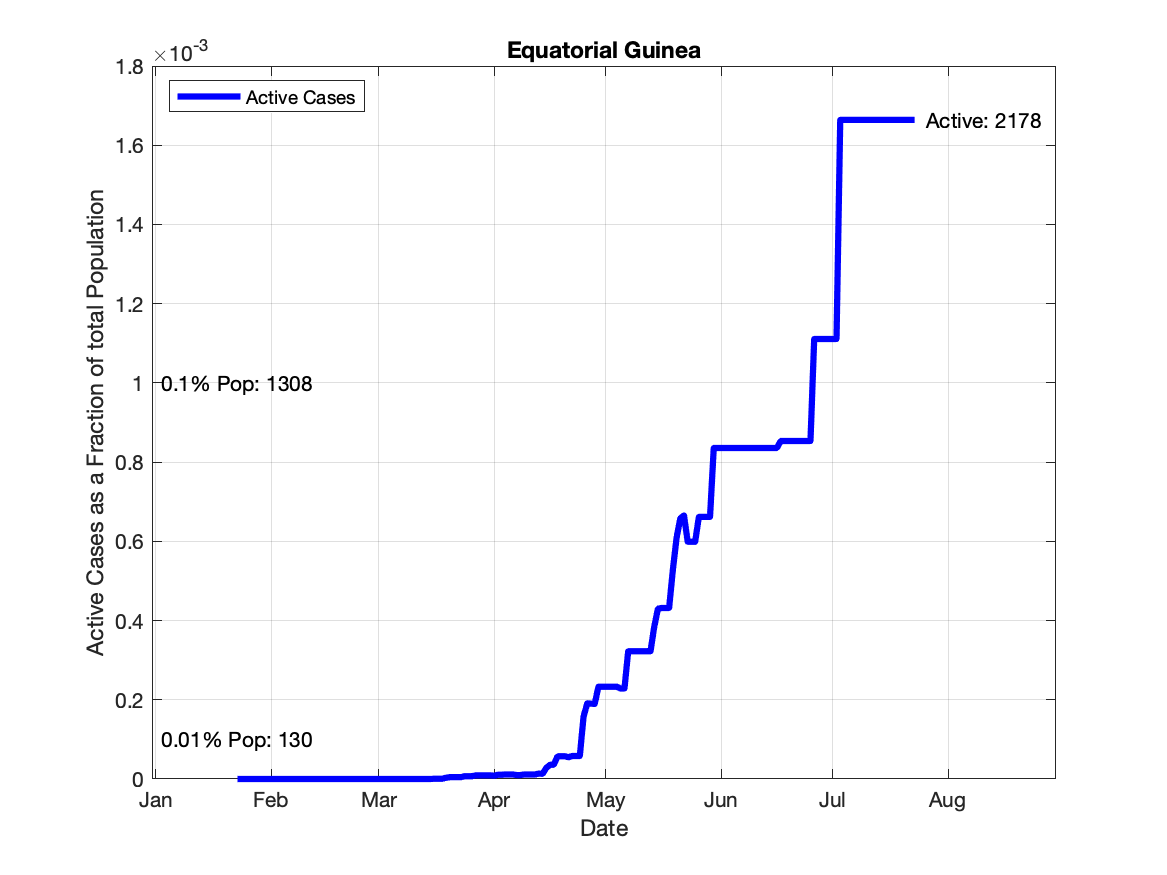 Equatorial Guinea
×10-3
Active Cases
Active: 2178
1.8
1.6
1.4
1.2
1
0.8
0.6
0.4
0.2
0
0.1% Pop: 1308
0.01% Pop: 130
Active Cases as a Fraction of total Population
Jan Feb Mar Apr May Jun Jul Aug
Date